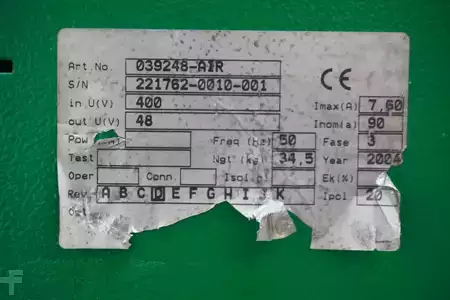 Art.No. 039248-AIR
S/N 221762-0010-001 CE
in U(V) 400 Imax(A) 7,60
out U(V) 48 Inom(a) 90
Pow Freq (hz) 50 Fase 3
Test Ngt (kg) 34,5 Year 2004
Oper Conn. Isol. Ek(%)
Rev A B C D E F G H I J K Ipol 20